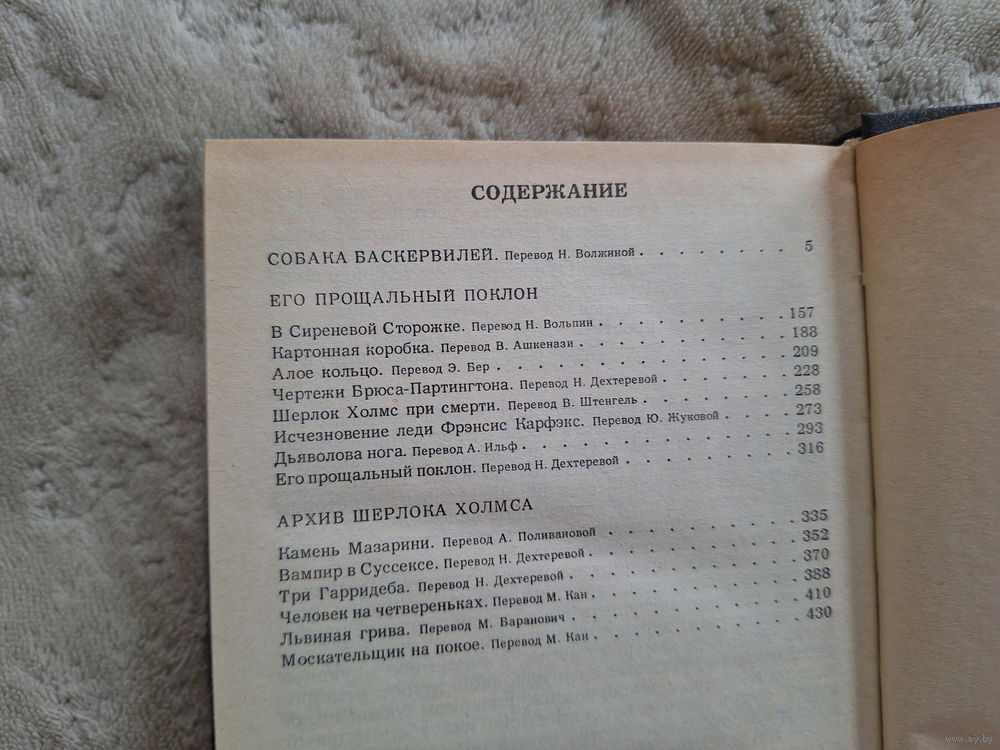 СОДЕРЖАНИЕ
СОБАКА БАСКЕРВИЛЕЙ. Перевод Н. Волжиной . . . . . . . . 5
ЕГО ПРОЩАЛЬНЫЙ ПОКЛОН
В Сиреневой Сторожке. Перевод Н. Вольпин . . . . . . . . . . 157
Картонная коробка. Перевод В. Ашкенази . . . . . . . . . . 188
Алое кольцо. Перевод Э. Бер . . . . . . . . . . . . . 209
Чертежи Брюса-Партингтона. Перевод Н. Дехтеревой . . . . . . . 228
Шерлок Холмс при смерти. Перевод В. Штенгель . . . . . . . . 258
Исчезновение леди Фрэнсис Карфэкс. Перевод Ю. Жуковой . . . . 273
Дьяволова нога. Перевод А. Ильф . . . . . . . . . . . . 293
Его прощальный поклон. Перевод Н. Дехтеревой . . . . . . . . 316
АРХИВ ШЕРЛОКА ХОЛМСА
Камень Мазарини. Перевод А. Поливановой . . . . . . . . . 335
Вампир в Суссексе. Перевод Н. Дехтеревой . . . . . . . . . 352
Три Гарридеба. Перевод Н. Дехтеревой . . . . . . . . . . 370
Человек на четвереньках. Перевод М. Кан . . . . . . . . . 388
Львиная грива. Перевод М. Баранович . . . . . . . . . . 410
Москательщик на покое. Перевод М. Кан . . . . . . . . . 430
www.ay.by